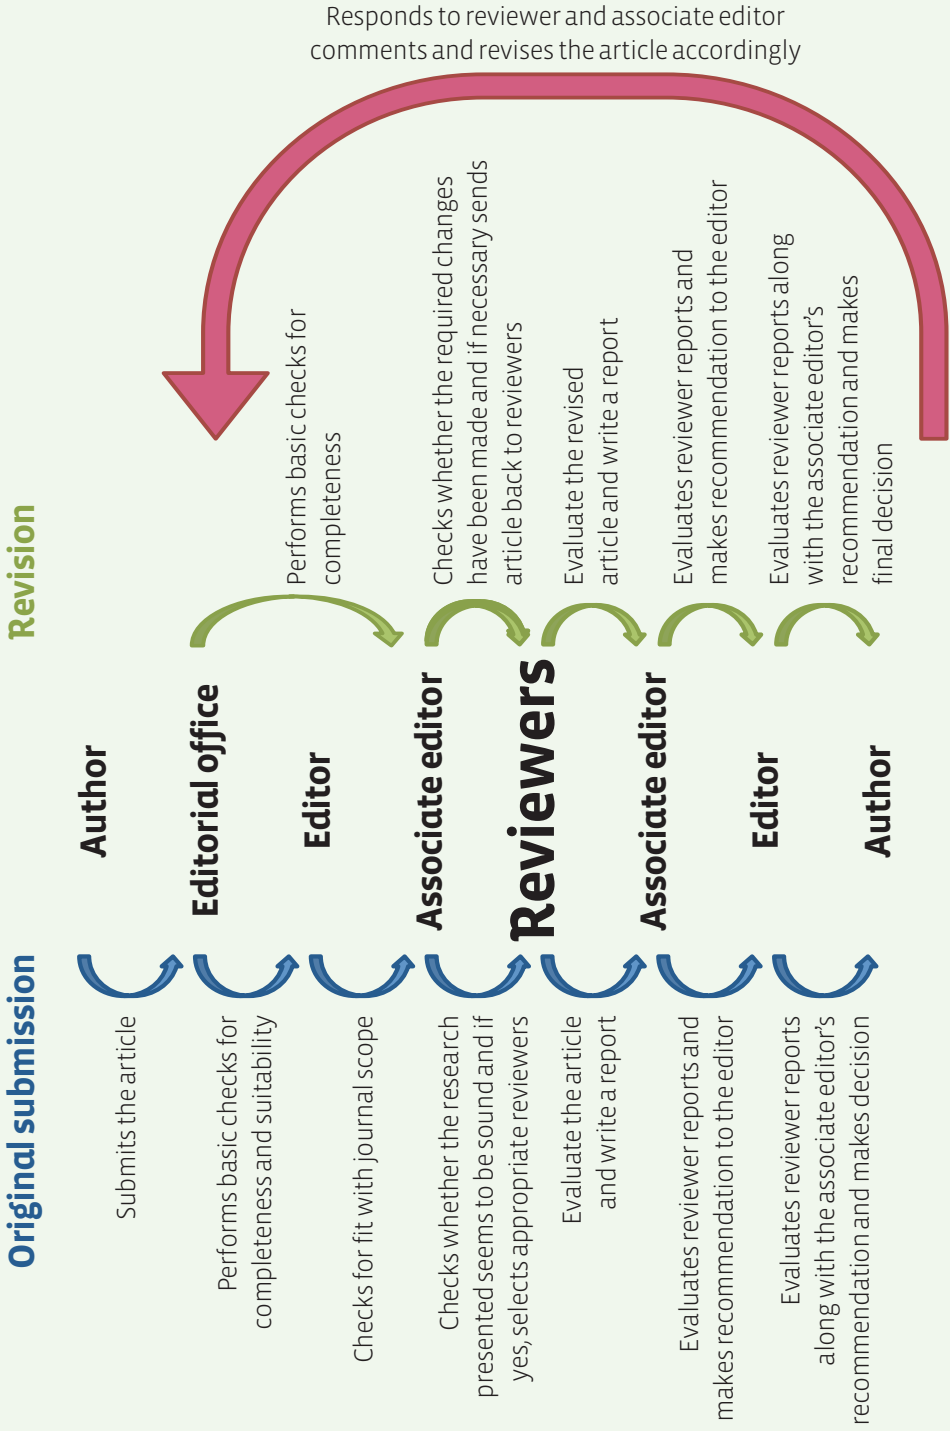 Responds to reviewer and associate editor
comments and revises the article accordingly
Original submission
Submits the article
Performs basic checks for
completeness and suitability
Checks for fit with journal scope
Checks whether the research
presented seems to be sound and if
yes, selects appropriate reviewers
Evaluate the article
and write a report
Evaluates reviewer reports and
makes recommendation to the editor
Evaluates reviewer reports
along with the associate editor's
recommendation and makes decision
Author
Editorial office
Editor
Associate editor
Reviewers
Associate editor
Editor
Author
Revision
Performs basic checks for
completeness
Checks whether the required changes
have been made and if necessary sends
article back to reviewers
Evaluate the revised
article and write a report
Evaluates reviewer reports and
makes recommendation to the editor
Evaluates reviewer reports along
with the associate editor's
recommendation and makes
final decision